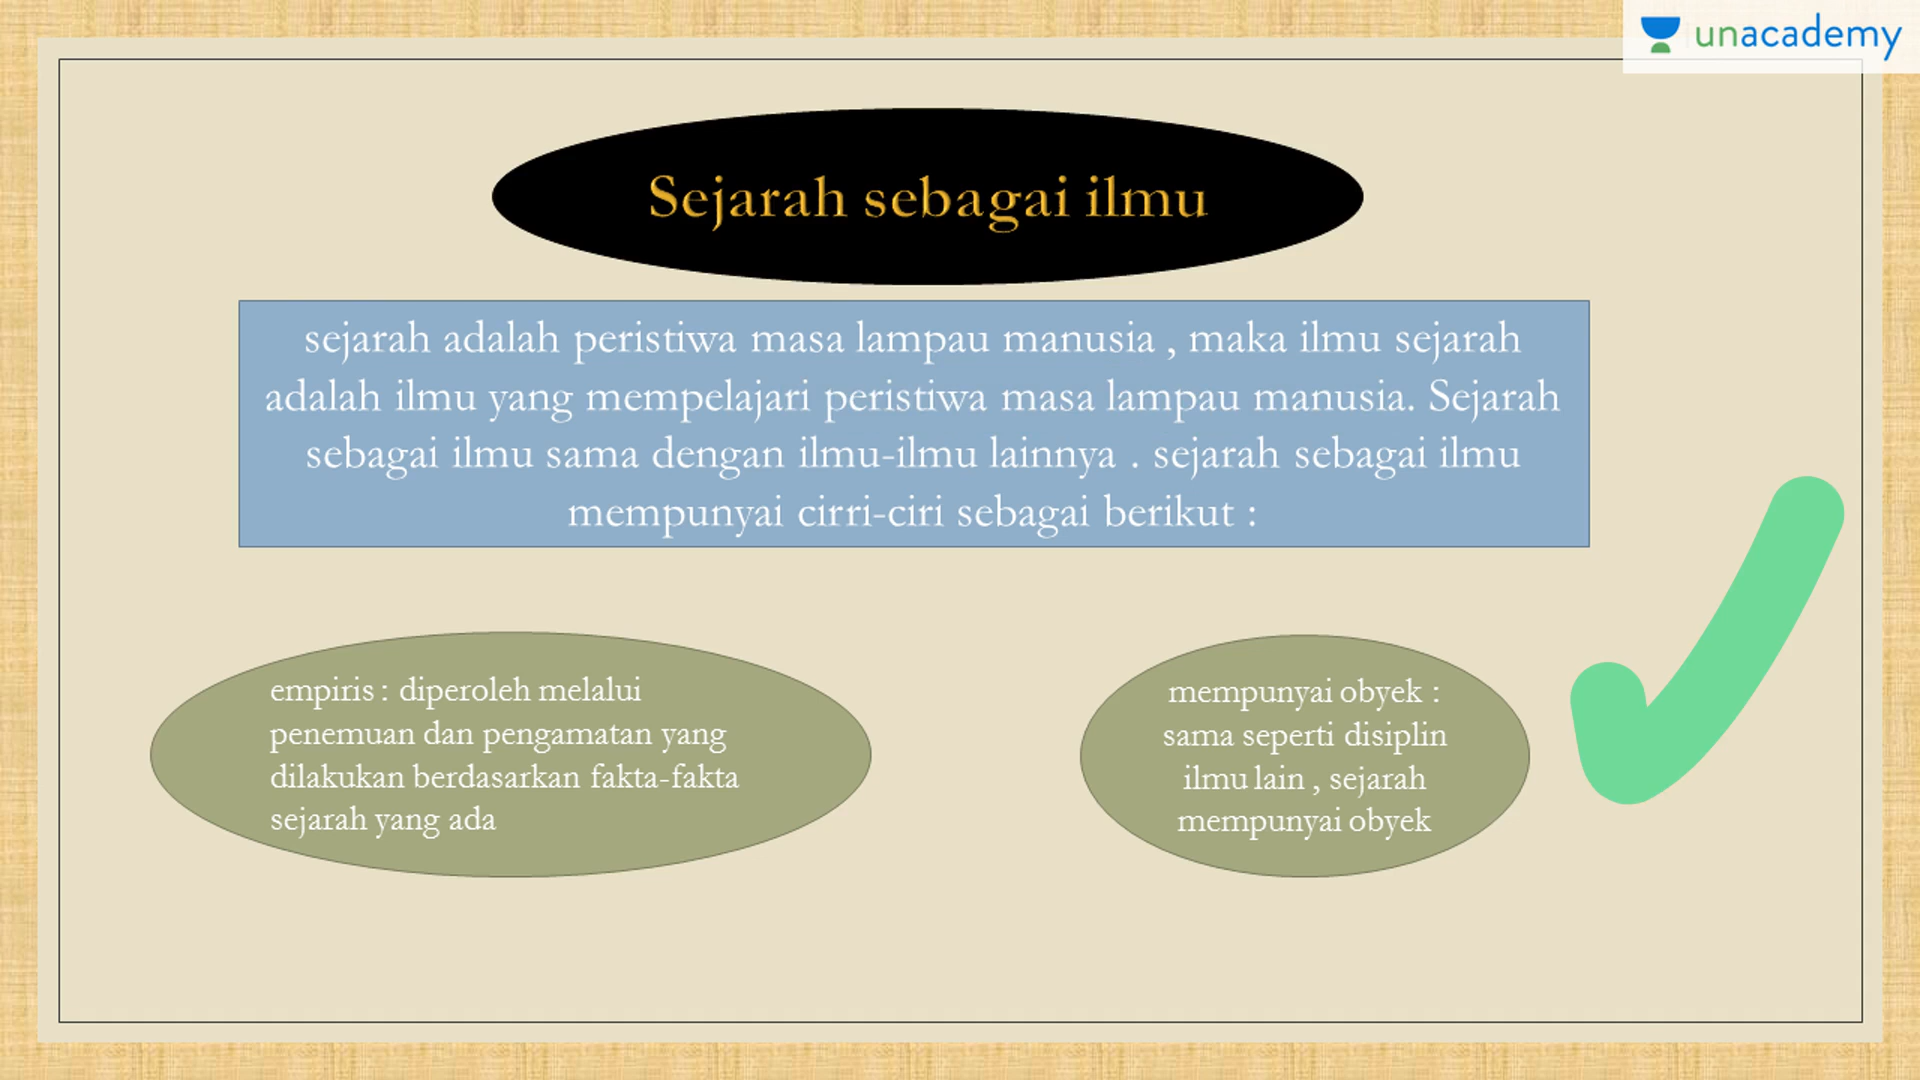 unacademy
Sejarah sebagai ilmu
sejarah adalah peristiwa masa lampau manusia , maka ilmu sejarah
adalah ilmu yang mempelajari peristiwa masa lampau manusia. Sejarah
sebagai ilmu sama dengan ilmu-ilmu lainnya . sejarah sebagai ilmu
mempunyai cirri-ciri sebagai berikut :
empiris : diperoleh melalui
penemuan dan pengamatan yang
dilakukan berdasarkan fakta-fakta
sejarah yang ada
mempunyai obyek :
sama seperti disiplin
ilmu lain , sejarah
mempunyai obyek